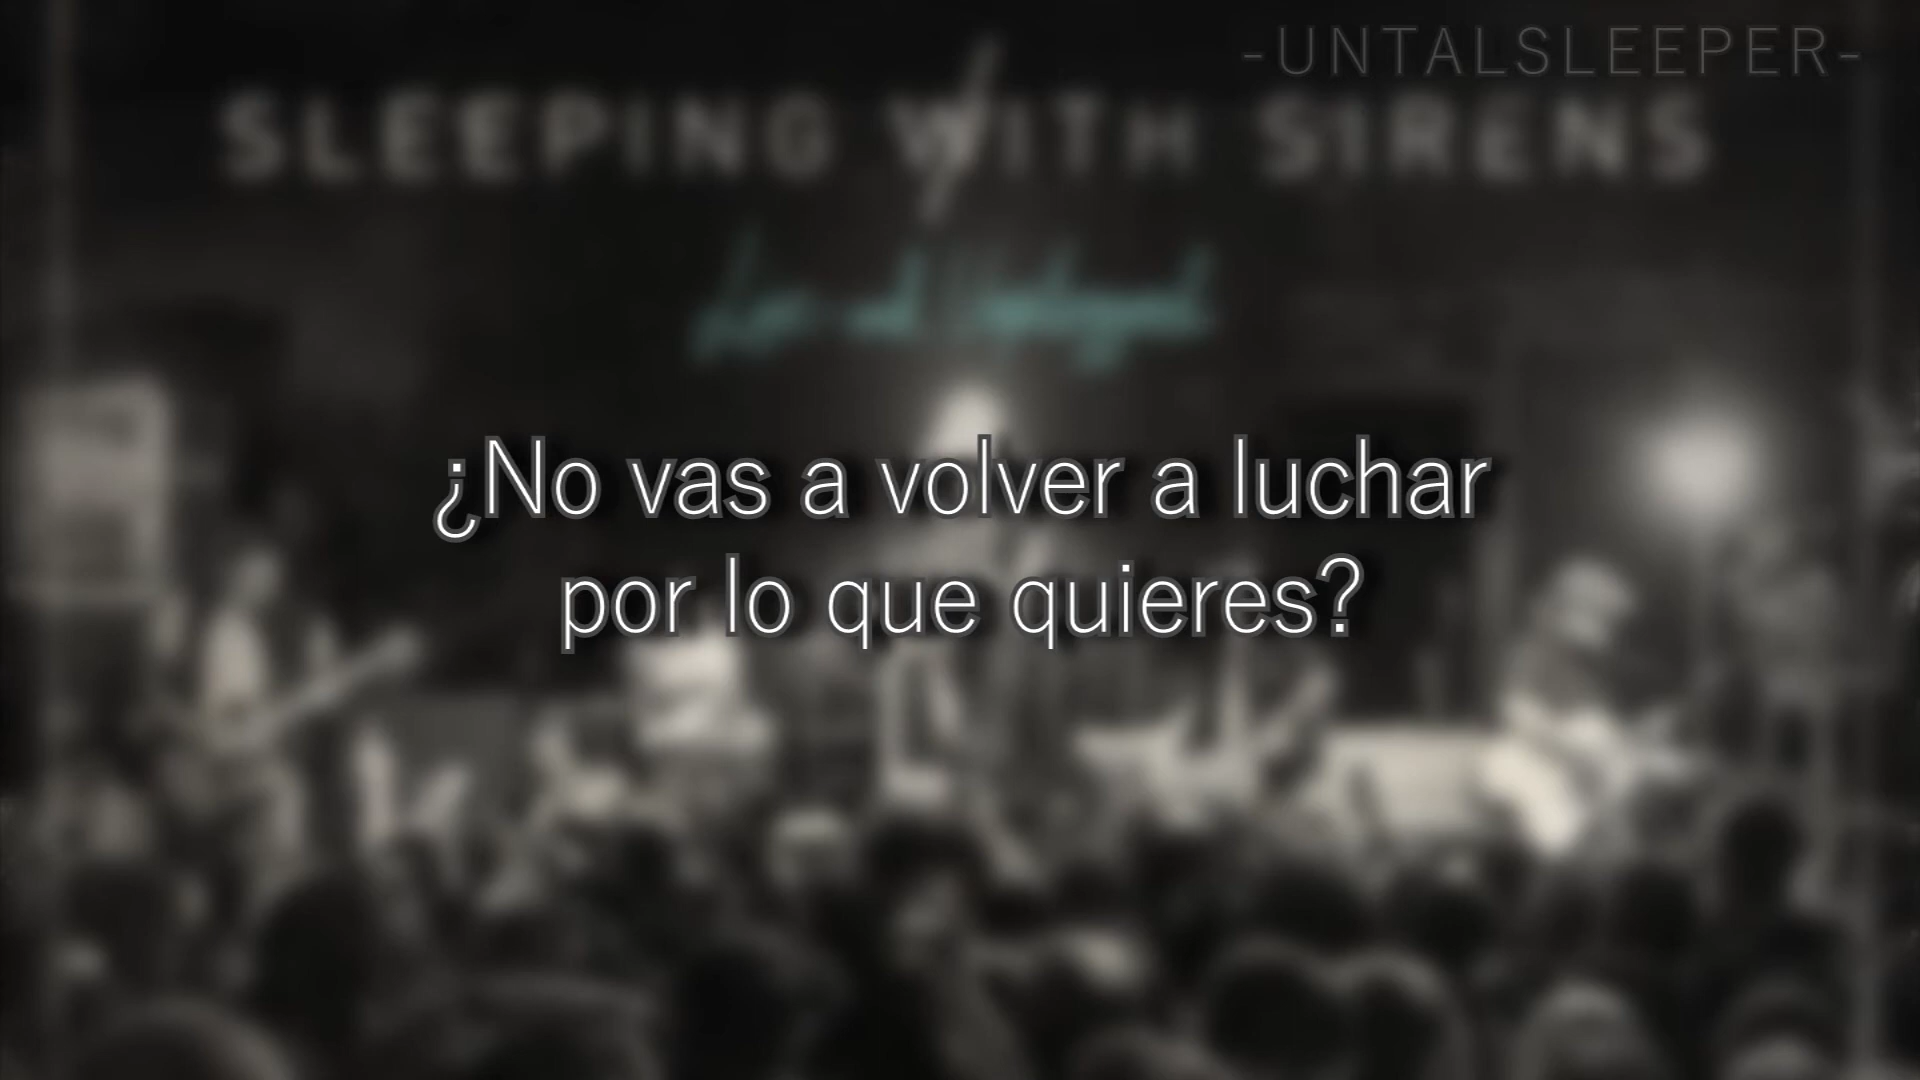 -UNTALSLEEPER-
SLEEPING WITH SIRENS
¿No vas a volver a luchar
por lo que quieres?